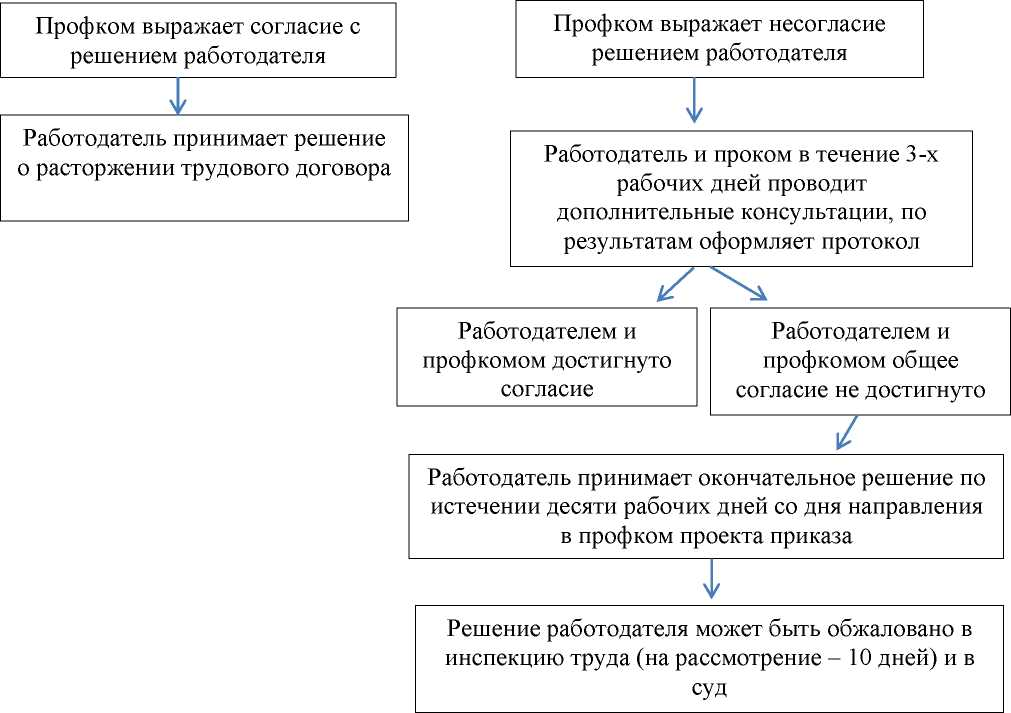 Профком выражает согласие с
решением работодателя
Работодатель принимает решение
о расторжении трудового договора
Профком выражает несогласие
решением работодателя
Работодатель и проком в течение 3-х
рабочих дней проводит
дополнительные консультации, по
результатам оформляет протокол
Работодателем и
профкомом достигнуто
согласие
Работодателем и
профкомом общее
согласие не достигнуто
Работодатель принимает окончательное решение по
истечении десяти рабочих дней со дня направления
в профком проекта приказа
Решение работодателя может быть обжаловано в
инспекцию труда (на рассмотрение – 10 дней) и в
суд